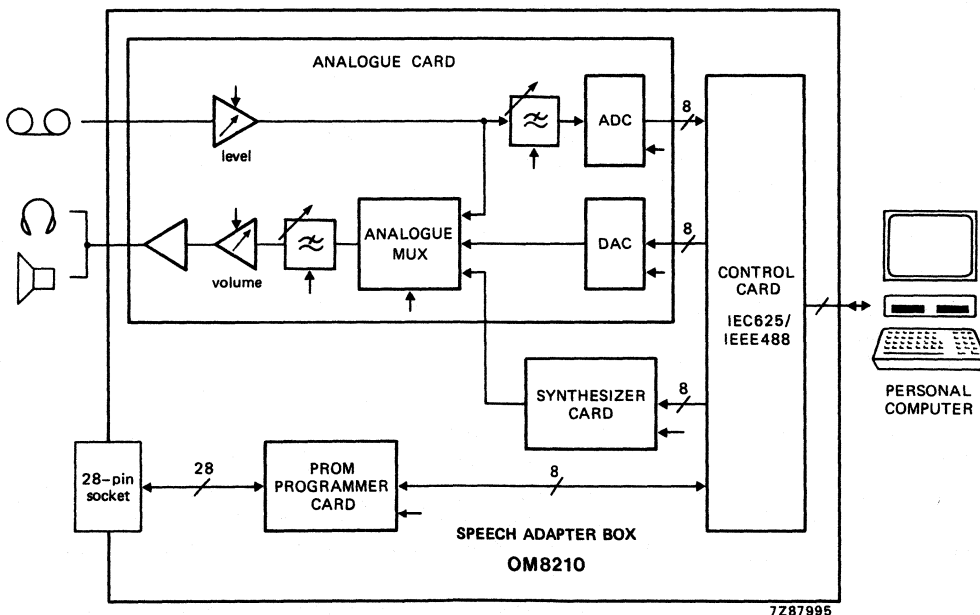 ANALOGUE CARD
level
ADC
8
volume
ANALOGUE
MUX
DAC
8
CONTROL
CARD
IEC625/
IEEE488
PERSONAL
COMPUTER
SYNTHESIZER
CARD
8
28-pin
socket
28
PROM
PROGRAMMER
CARD
8
SPEECH ADAPTER BOX
OM8210
7Z87995